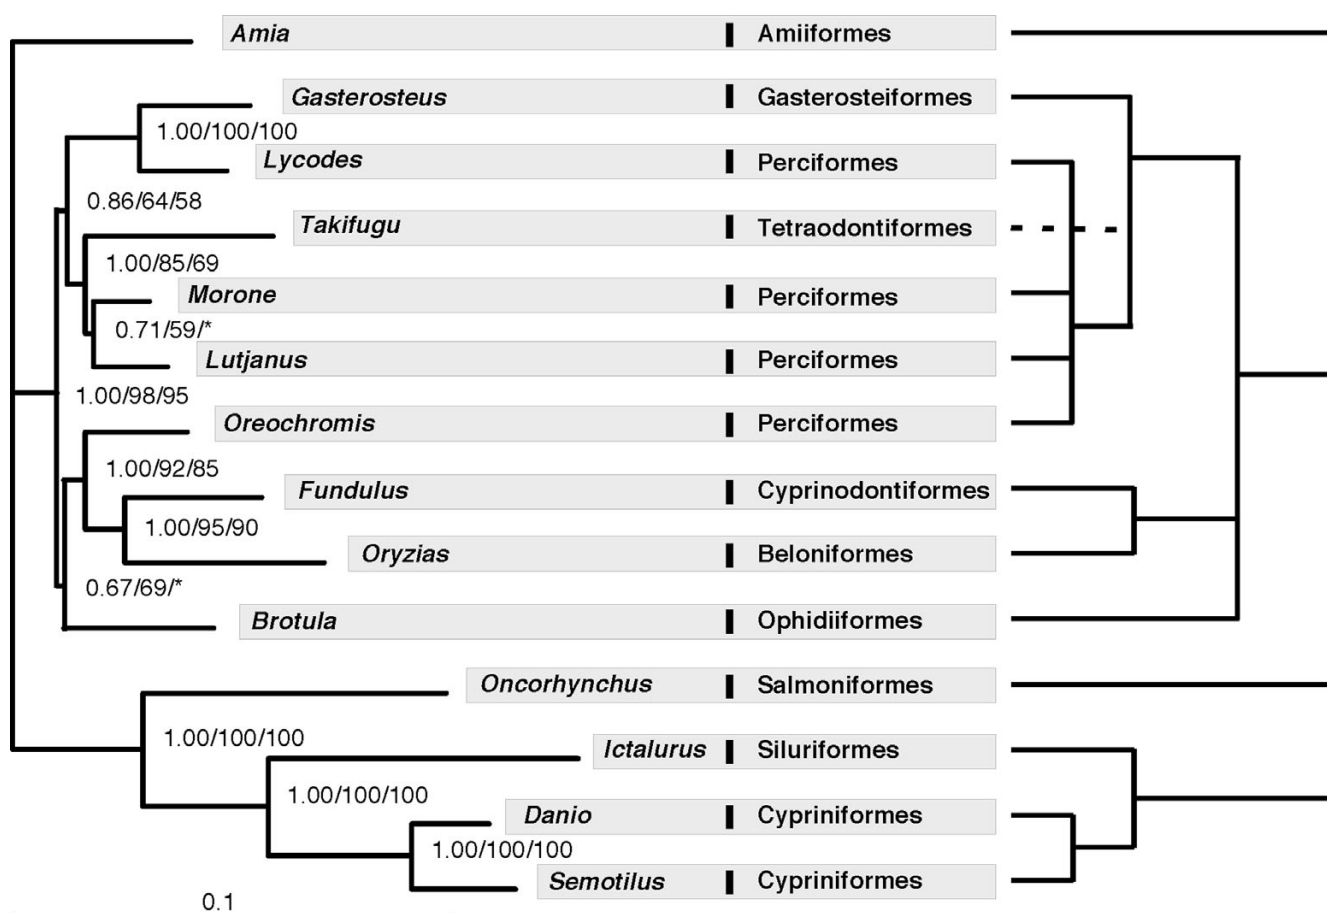 Amia Amiiformes
Gasterosteus Gasterosteiformes
1.00/100/100
Lycodes Perciformes
0.86/64/58
Takifugu Tetraodontiformes
1.00/85/69
Morone Perciformes
0.71/59/*
Lutjanus Perciformes
1.00/98/95
Oreochromis Perciformes
1.00/92/85
Fundulus Cyprinodontiformes
1.00/95/90
Oryzias Beloniformes
0.67/69/*
Brotula Ophidiiformes
Oncorhynchus Salmoniformes
1.00/100/100
Ictalurus Siluriformes
1.00/100/100
Danio Cypriniformes
1.00/100/100
Semotilus Cypriniformes
0.1